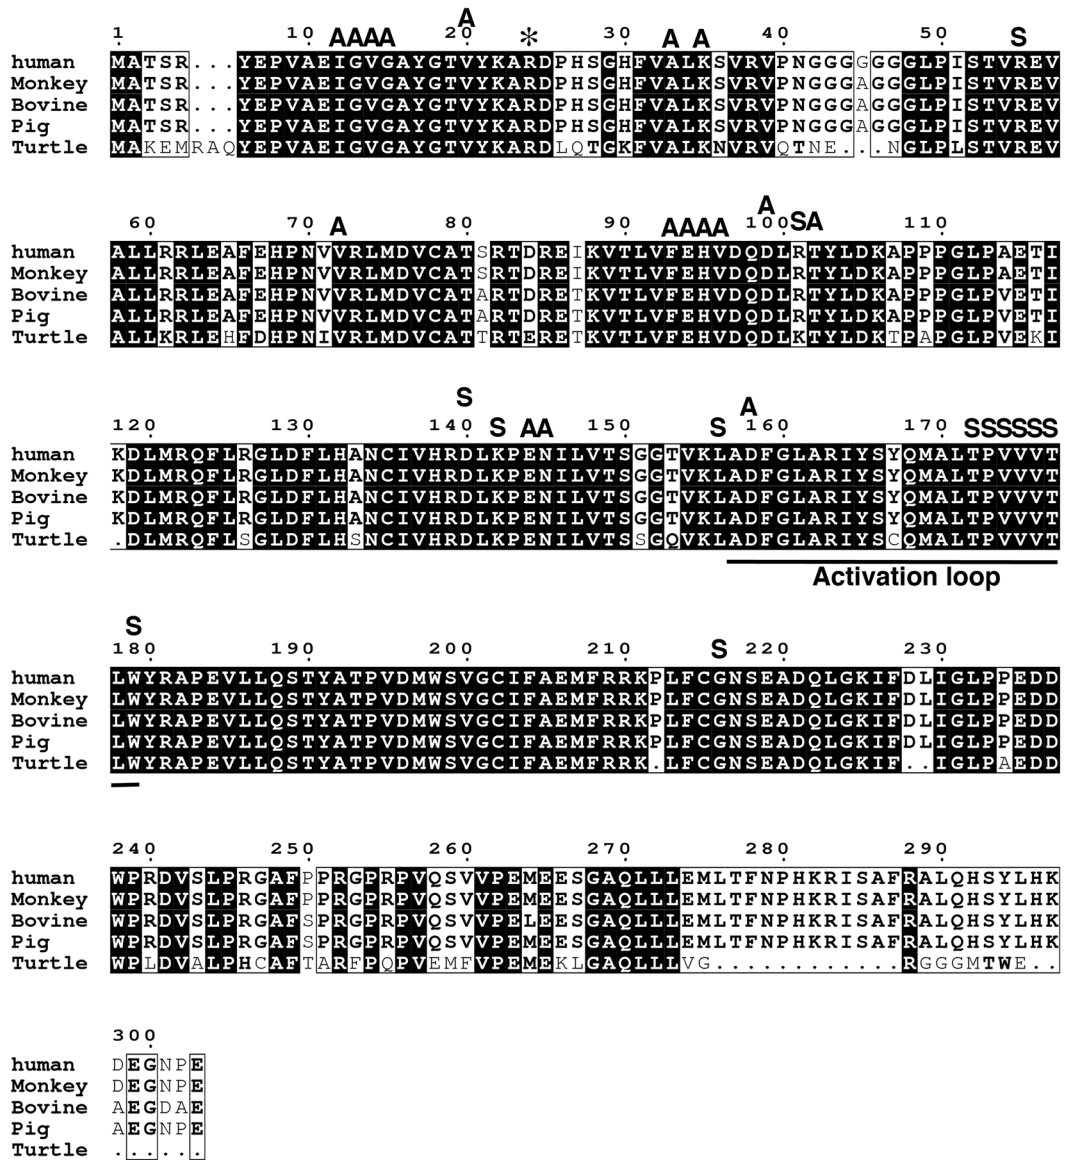 A
1 10 AAAA 20 * 30 A A 40 50 S
human MATSR...YEPVAEIGVGAYGTVYKARDPHSGHFVALKSVRVPNGGGGGGGLPISTVREV
Monkey MATSR...YEPVAEIGVGAYGTVYKARDPHSGHFVALKSVRVPNGGGAGGGLPISTVREV
Bovine MATSR...YEPVAEIGVGAYGTVYKARDPHSGHFVALKSVRVPNGGGAGGGLPISTVREV
Pig MATSR...YEPVAEIGVGAYGTVYKARDPHSGHFVALKSVRVPNGGGAGGGLPISTVREV
Turtle MAKEMRAQYEPVAEIGVGAYGTVYKARDLQTGKFVALKNVRVQTNE...NGLPLSTVREV
A
60 70 A 80 90 AAAA 100 SA 110
human ALLRRLEAFEHPNVVRLMDVCATSRTDREIKVTLVFEHVDQDLRTYLDKAPPPGLPAETI
Monkey ALLRRLEAFEHPNVVRLMDVCATSRTDREIKVTLVFEHVDQDLRTYLDKAPPPGLPAETI
Bovine ALLRRLEAFEHPNVVRLMDVCATARTDRETKVTLVFEHVDQDLRTYLDKAPPPGLPVETI
Pig ALLRRLEAFEHPNVVRLMDVCATARTDRETKVTLVFEHVDQDLRTYLDKAPPPGLPVETI
Turtle ALLKRLEHFDHPNIVRLMDVCATTRTERETKVTLVFEHVDQDLKTYLDKTPAPGLPVEKI
S A
120 130 140 S AA 150 S 160 170 SSSSSS
human KDLMRQFLRGLDFLHANCIVHRDLKPENILVTSGGTVKLADFGLARIYSYQMALTPVVVT
Monkey KDLMRQFLRGLDFLHANCIVHRDLKPENILVTSGGTVKLADFGLARIYSYQMALTPVVVT
Bovine KDLMRQFLRGLDFLHANCIVHRDLKPENILVTSGGTVKLADFGLARIYSYQMALTPVVVT
Pig KDLMRQFLRGLDFLHANCIVHRDLKPENILVTSGGTVKLADFGLARIYSYQMALTPVVVT
Turtle .DLMRQFLSGLDFLHSNCIVHRDLKPENILVTSSGQVKLADFGLARIYSCQMALTPVVVT
Activation loop
S
180 190 200 210 S 220 230
human LWYRAPEVLLQSTYATPVDMWSVGCIFAEMFRRKPLFCGNSEADQLGKIFDLIGLPPEDD
Monkey LWYRAPEVLLQSTYATPVDMWSVGCIFAEMFRRKPLFCGNSEADQLGKIFDLIGLPPEDD
Bovine LWYRAPEVLLQSTYATPVDMWSVGCIFAEMFRRKPLFCGNSEADQLGKIFDLIGLPPEDD
Pig LWYRAPEVLLQSTYATPVDMWSVGCIFAEMFRRKPLFCGNSEADQLGKIFDLIGLPPEDD
Turtle LWYRAPEVLLQSTYATPVDMWSVGCIFAEMFRRK.LFCGNSEADQLGKIF..IGLPAEDD
240 250 260 270 280 290
human WPRDVSLPRGAFPPRGPRPVQSVVPEMEESGAQLLLEMLTFNPHKRISAFRALQHSYLHK
Monkey WPRDVSLPRGAFPPRGPRPVQSVVPEMEESGAQLLLEMLTFNPHKRISAFRALQHSYLHK
Bovine WPRDVSLPRGAFSPRGPRPVQSVVPELEESGAQLLLEMLTFNPHKRISAFRALQHSYLHK
Pig WPRDVSLPRGAFSPRGPRPVQSVVPEMEESGAQLLLEMLTFNPHKRISAFRALQHSYLHK
Turtle WPLDVALPHCAFTARFPQPVEMFVPEMEKLGAQLLLVG............RGGGMTWE..
300
human DEGNPE
Monkey DEGNPE
Bovine AEGDAE
Pig AEGNPE
Turtle ......